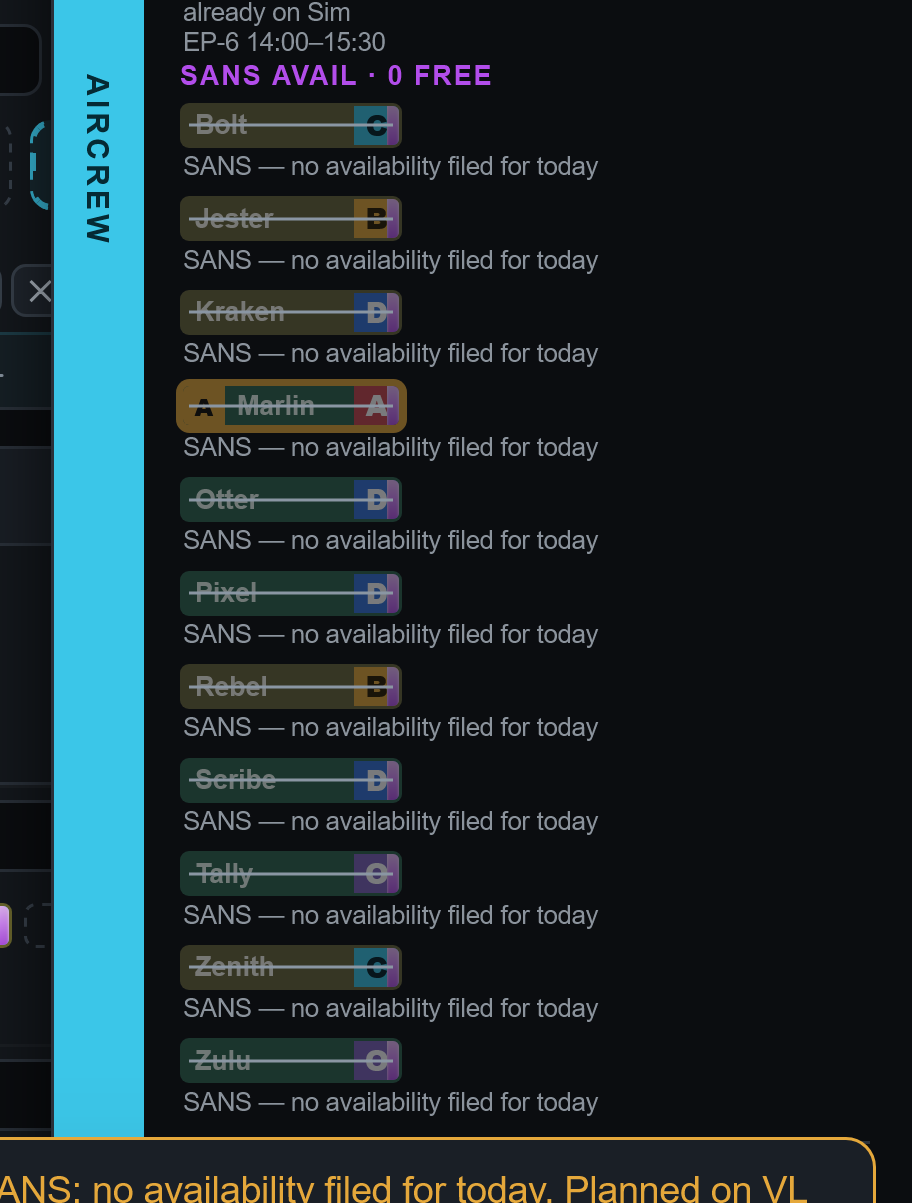 already on Sim
EP-6 14:00–15:30
AIRCREW
SANS AVAIL · 0 FREE
Bolt C
SANS — no availability filed for today
Jester B
SANS — no availability filed for today
Kraken D
SANS — no availability filed for today
A Marlin A
SANS — no availability filed for today
Otter D
SANS — no availability filed for today
Pixel D
SANS — no availability filed for today
Rebel B
SANS — no availability filed for today
Scribe D
SANS — no availability filed for today
Tally O
SANS — no availability filed for today
Zenith C
SANS — no availability filed for today
Zulu O
SANS — no availability filed for today
ANS: no availability filed for today. Planned on VL